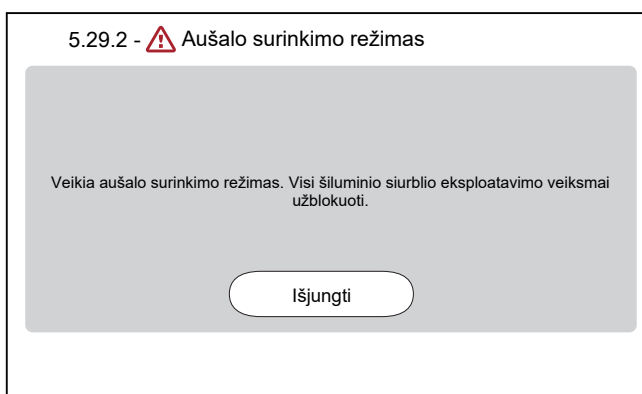 5.29.2 - Aušalo surinkimo režimas
Veikia aušalo surinkimo režimas. Visi šiluminio siurblio eksploatavimo veiksmai
užblokuoti.
Išjungti